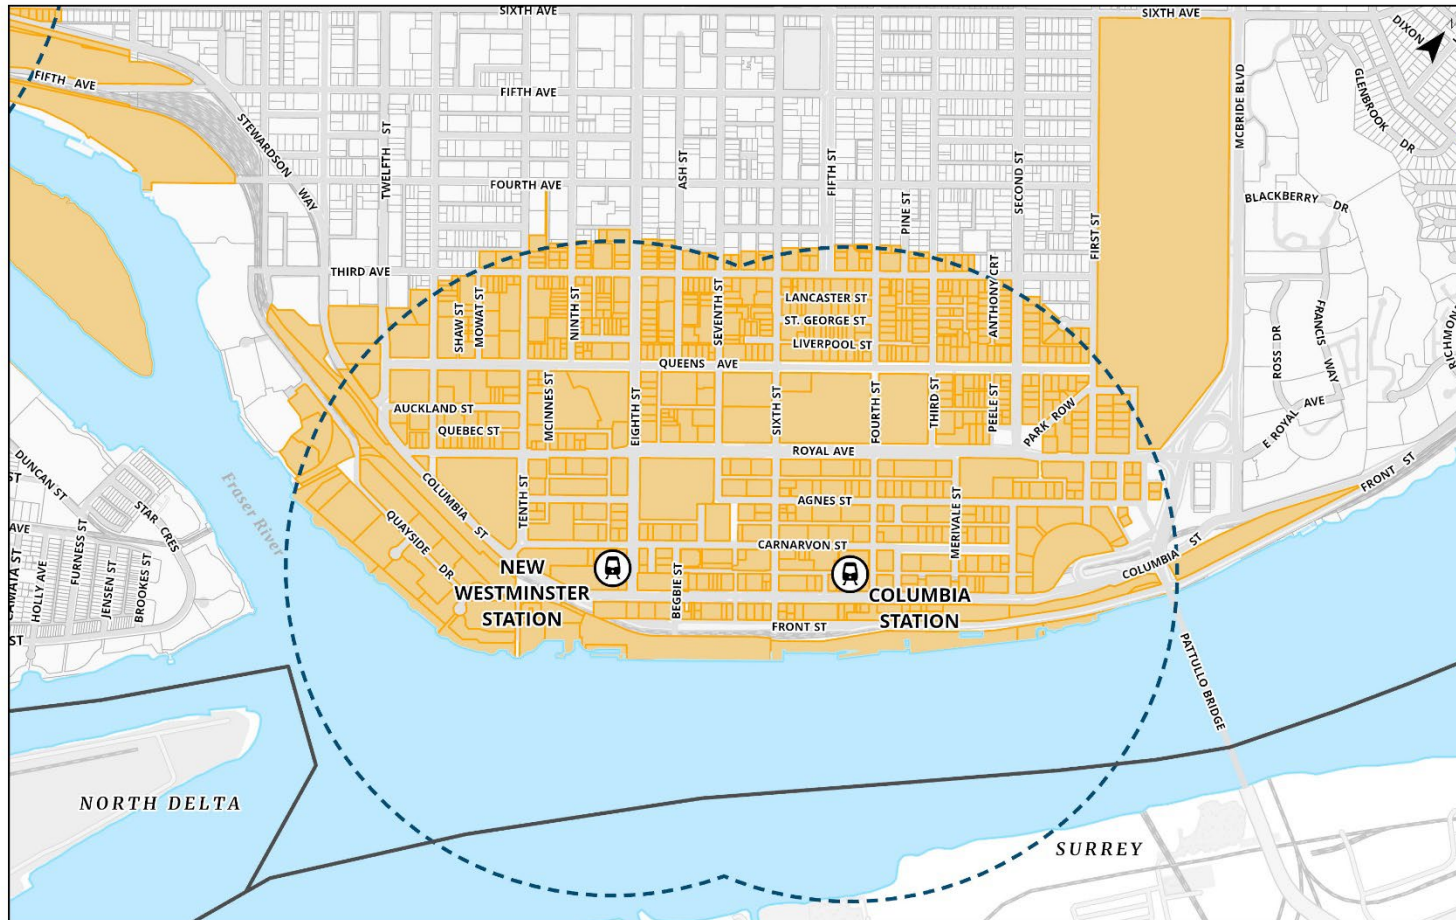 SIXTH AVE
SIXTH AVE
DIXON
FIFTH AVE
FIFTH AVE
STEWARDSON WAY
TWELFTH ST
FOURTH AVE
ASH ST
FIFTH ST
PINE ST
SECOND ST
FIRST ST
MCBRIDE BLVD
GLENBROOK DR
BLACKBERRY DR
THIRD AVE
SHAW ST
MOWAT ST
NINTH ST
SEVENTH ST
LANCASTER ST
ST. GEORGE ST
LIVERPOOL ST
ANTHONY CRT
ROSS DR
FRANCIS WAY
QUEENS AVE
AUCKLAND ST
QUEBEC ST
MCINNES ST
EIGHTH ST
SIXTH ST
FOURTH ST
THIRD ST
PEELE ST
PARK ROW
E ROYAL AVE
ROYAL AVE
FRONT ST
DUNCAN ST
STAR CRES
Fraser River
COLUMBIA ST
TENTH ST
AGNES ST
MERIVALE ST
QUAYSIDE DR
CARNARVON ST
COLUMBIA ST
ST
AVE
HOLLY AVE
FURNESS ST
JENSEN ST
BROOKES ST
ST
NEW
WESTMINSTER
STATION
BEGBIE ST
COLUMBIA
STATION
FRONT ST
PATTULLO BRIDGE
NORTH DELTA
SURREY